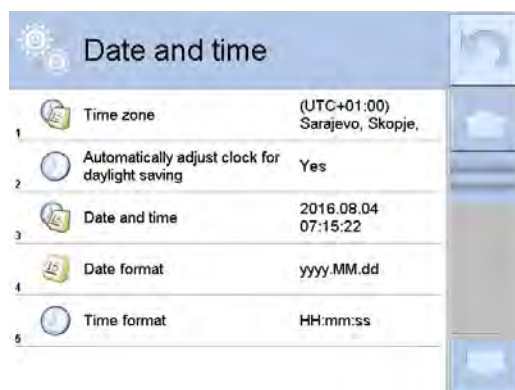 Date and time
1 Time zone (UTC+01:00)
Sarajevo, Skopje,
2 Automatically adjust clock for
daylight saving Yes
3 Date and time 2016.08.04
07:15:22
4 Date format yyyy.MM.dd
5 Time format HH:mm:ss